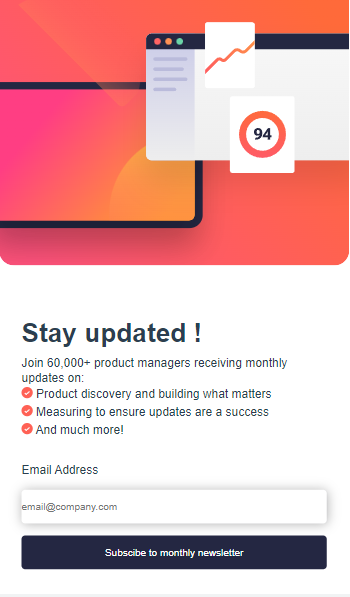 94
Stay updated !
Join 60,000+ product managers receiving monthly
updates on:
Product discovery and building what matters
Measuring to ensure updates are a success
And much more!
Email Address
email@company.com
Subscibe to monthly newsletter